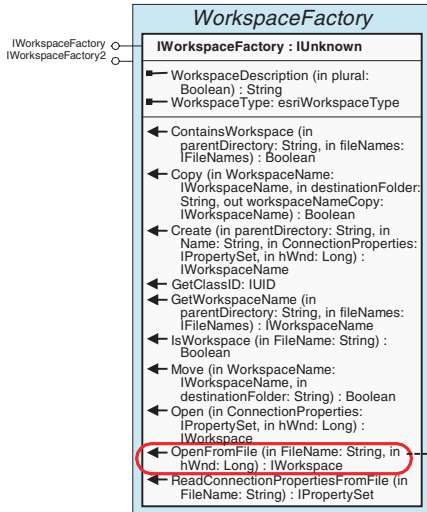 WorkspaceFactory
IWorkspaceFactory
IWorkspaceFactory2
IWorkspaceFactory : IUnknown
WorkspaceDescription (in plural:
Boolean) : String
WorkspaceType: esriWorkspaceType
ContainsWorkspace (in
parentDirectory: String, in fileNames:
IFileNames) : Boolean
Copy (in WorkspaceName:
IWorkspaceName, in destinationFolder:
String, out workspaceNameCopy:
IWorkspaceName) : Boolean
Create (in parentDirectory: String, in
Name: String, in ConnectionProperties:
IPropertySet, in hWnd: Long) :
IWorkspaceName
GetClassID: IUID
GetWorkspaceName (in
parentDirectory: String, in fileNames:
IFileNames) : IWorkspaceName
IsWorkspace (in FileName: String) :
Boolean
Move (in WorkspaceName:
IWorkspaceName, in
destinationFolder: String) : Boolean
Open (in ConnectionProperties:
IPropertySet, in hWnd: Long) :
IWorkspace
OpenFromFile (in FileName: String, in
hWnd: Long) : IWorkspace
ReadConnectionPropertiesFromFile (in
FileName: String) : IPropertySet